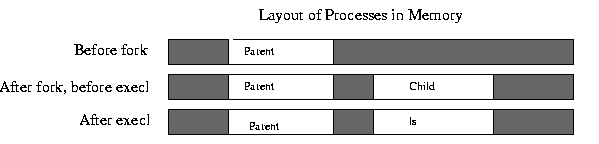 Layout of Processes in Memory
Before fork Parent
After fork, before execl Parent Child
After execl Parent ls